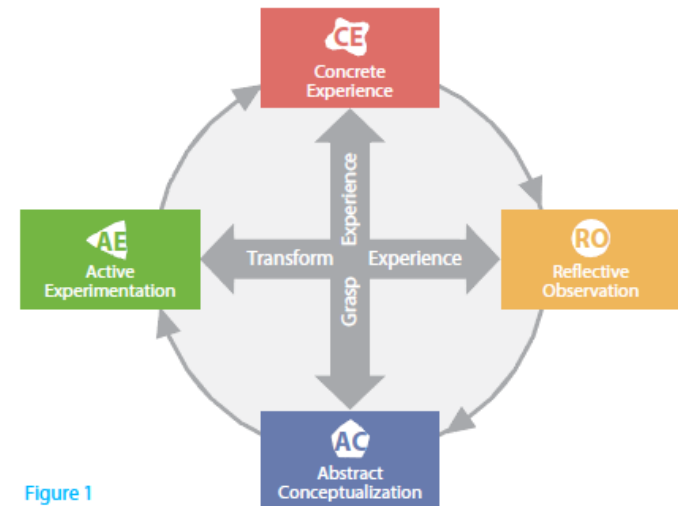 CE
Concrete
Experience
AE
Active
Experimentation
Transform Experience
Grasp Experience
RO
Reflective
Observation
AC
Abstract
Conceptualization
Figure 1